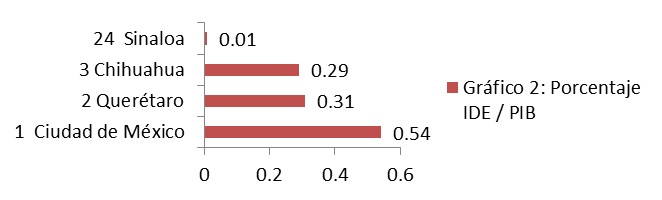 24  Sinaloa 0.01
3 Chihuahua 0.29
2 Querétaro 0.31
1  Ciudad de México 0.54
0 0.2 0.4 0.6
Gráfico 2: Porcentaje
IDE / PIB